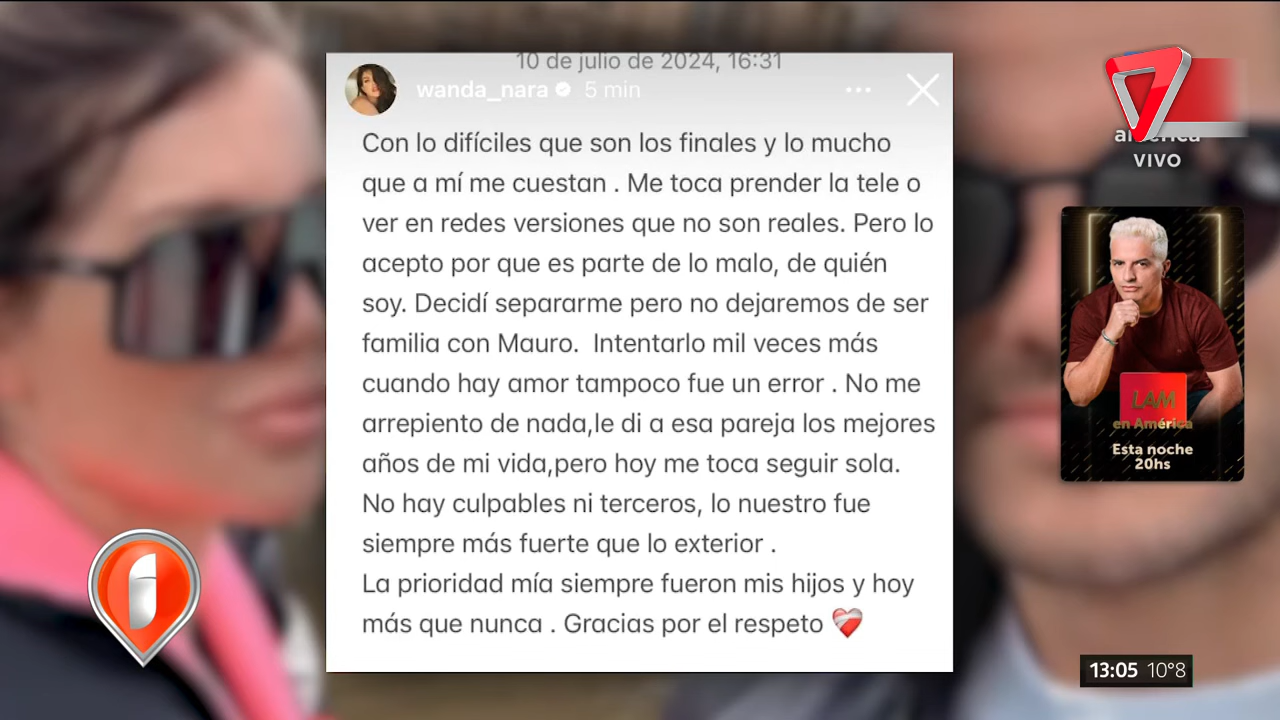 10 de julio de 2024, 16:31
wanda_nara 5 min
Con lo difíciles que son los finales y lo mucho
que a mí me cuestan . Me toca prender la tele o
ver en redes versiones que no son reales. Pero lo
acepto por que es parte de lo malo, de quién
soy. Decidí separarme pero no dejaremos de ser
familia con Mauro.  Intentarlo mil veces más
cuando hay amor tampoco fue un error . No me
arrepiento de nada,le di a esa pareja los mejores
años de mi vida,pero hoy me toca seguir sola.
No hay culpables ni terceros, lo nuestro fue
siempre más fuerte que lo exterior .
La prioridad mía siempre fueron mis hijos y hoy
más que nunca . Gracias por el respeto ❤️‍🩹
américa
VIVO
LAM
en América
Esta noche
20hs
13:05 10°8